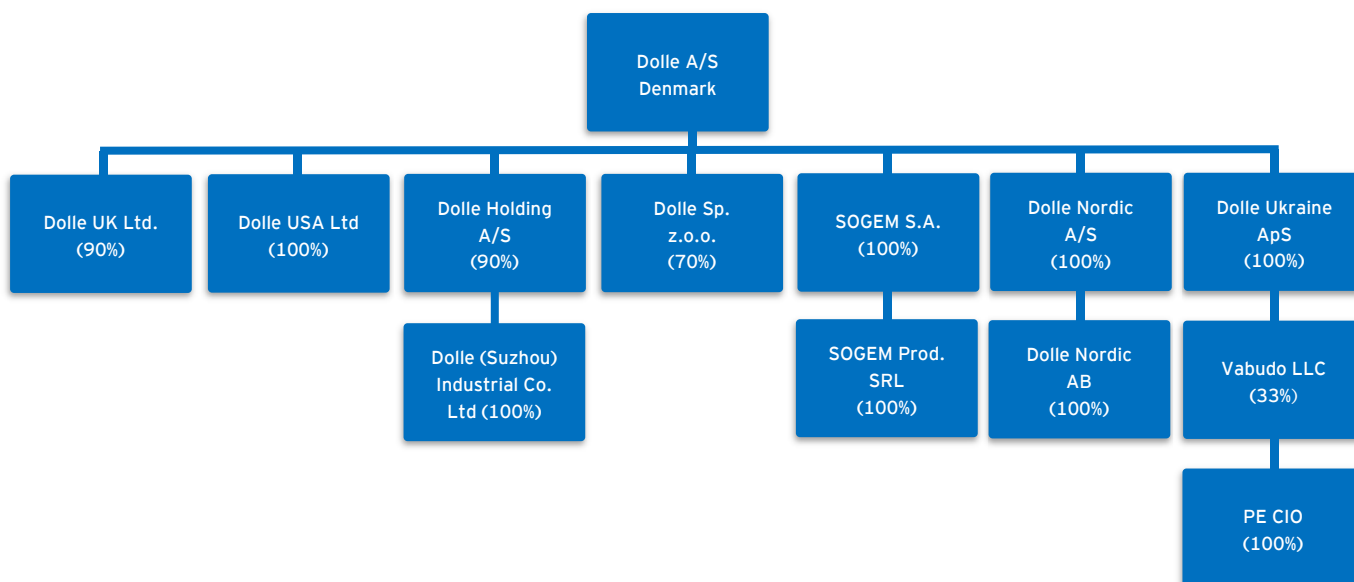 Dolle A/S
Denmark
Dolle UK Ltd.
(90%)
Dolle USA Ltd
(100%)
Dolle Holding
A/S
(90%)
Dolle Sp.
z.o.o.
(70%)
SOGEM S.A.
(100%)
Dolle Nordic
A/S
(100%)
Dolle Ukraine
ApS
(100%)
Dolle (Suzhou)
Industrial Co.
Ltd (100%)
SOGEM Prod.
SRL
(100%)
Dolle Nordic
AB
(100%)
Vabudo LLC
(33%)
PE CIO
(100%)